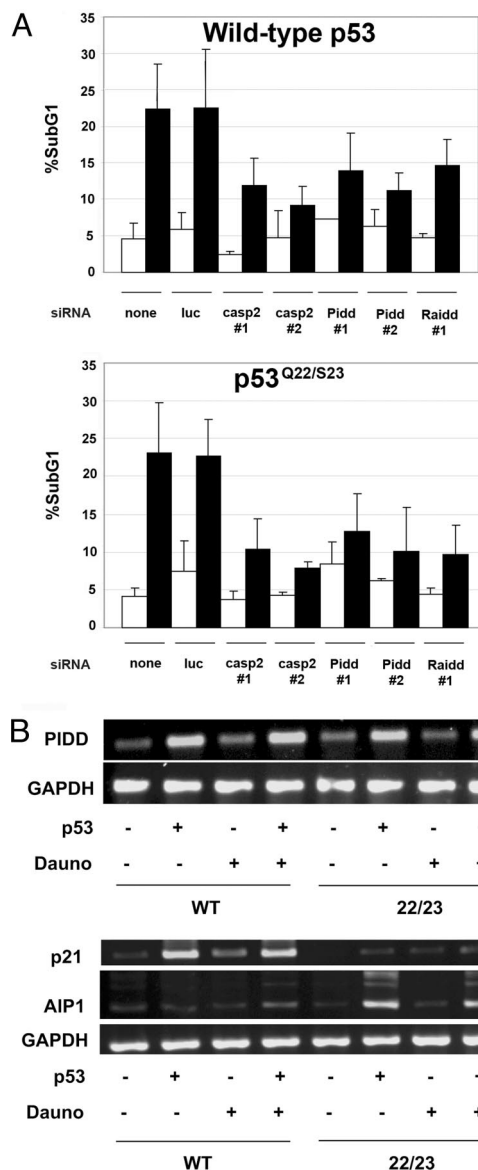 A
Wild-type p53
%SubG1
35
30
25
20
15
10
5
0
siRNA none luc casp2 casp2 Pidd Pidd Raidd
#1 #2 #1 #2 #1
p53 Q22/S23
%SubG1
35
30
25
20
15
10
5
0
siRNA none luc casp2 casp2 Pidd Pidd Raidd
#1 #2 #1 #2 #1
B
PIDD
GAPDH
p53 - + - + - + -
Dauno - - + + - - +
WT 22/23
p21
AIP1
GAPDH
p53 - + - + - + -
Dauno - - + + - - + +
WT 22/23